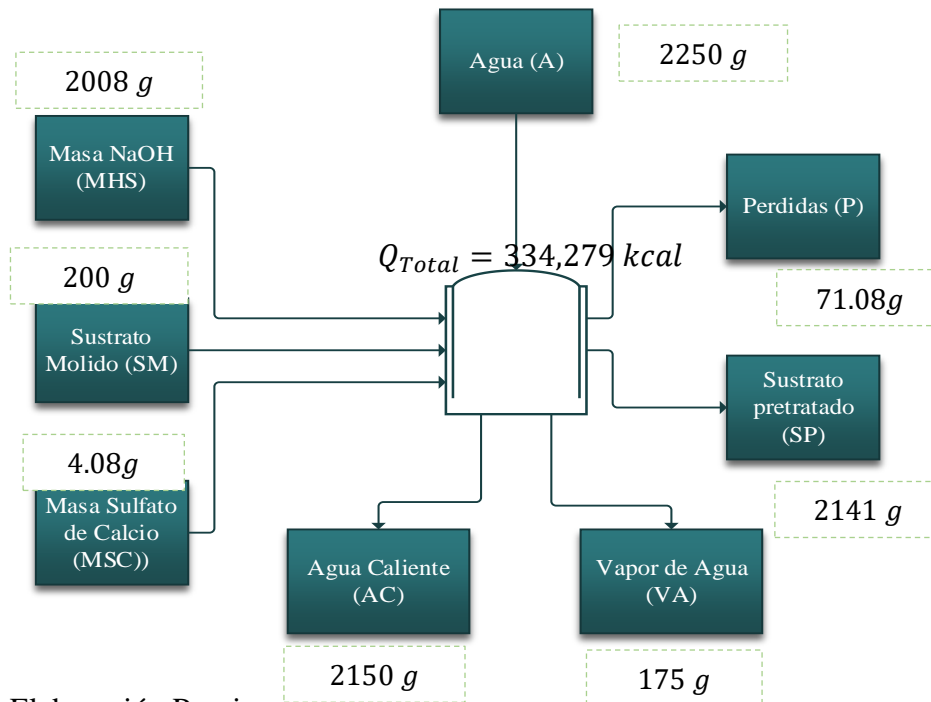 Agua (A)
2250 g
2008 g
Masa NaOH
(MHS)
Perdidas (P)
Q_Total = 334,279 kcal
200 g
71.08g
Sustrato
Molido (SM)
Sustrato
pretratado
(SP)
4.08g
Masa Sulfato
de Calcio
(MSC))
2141 g
Agua Caliente
(AC)
Vapor de Agua
(VA)
2150 g
175 g